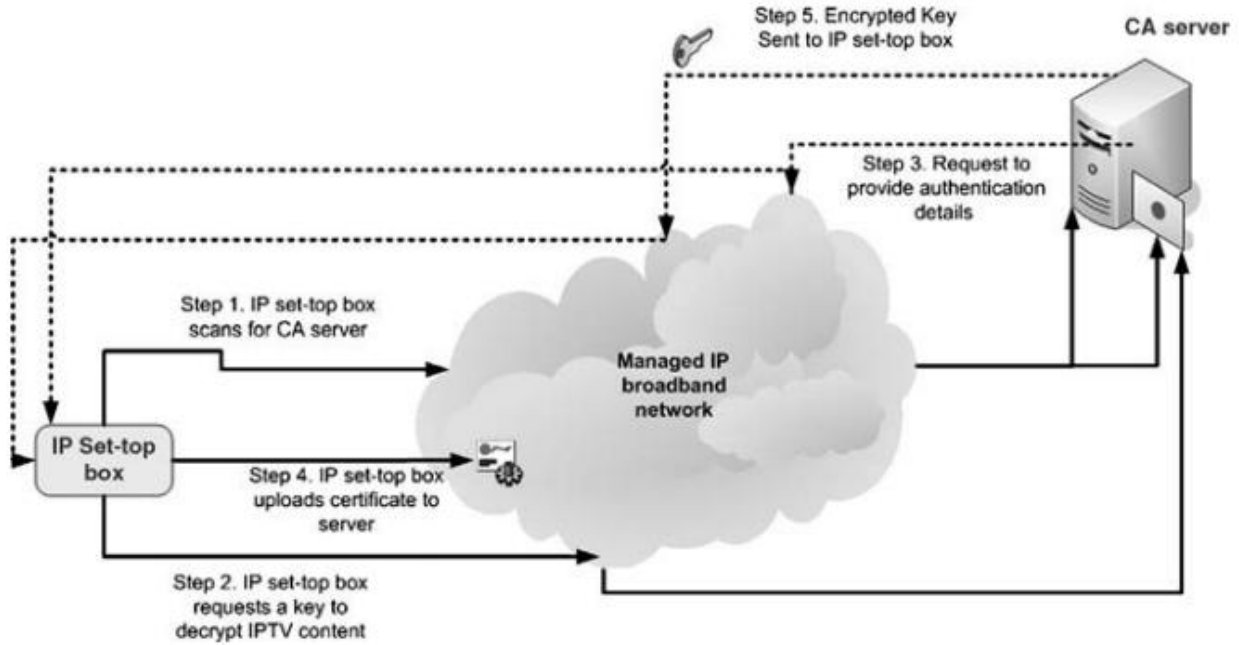 Step 5. Encrypted Key
Sent to IP set-top box
CA server
Step 3. Request to
provide authentication
details
Step 1. IP set-top box
scans for CA server
Managed IP
broadband
network
IP Set-top
box
Step 4. IP set-top box
uploads certificate to
server
Step 2. IP set-top box
requests a key to
decrypt IPTV content